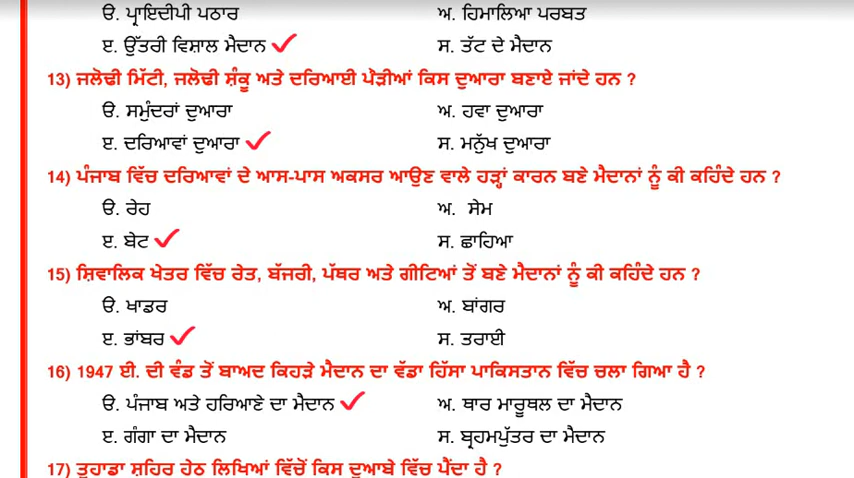 ੳ. ਪ੍ਰਾਇਦੀਪੀ ਪਠਾਰ ਅ. ਹਿਮਾਲਿਆ ਪਰਬਤ
ੲ. ਉੱਤਰੀ ਵਿਸ਼ਾਲ ਮੈਦਾਨ ਸ. ਤੱਟ ਦੇ ਮੈਦਾਨ
13) ਜਲੋਢੀ ਮਿੱਟੀ, ਜਲੋਢੀ ਸ਼ੰਕੂ ਅਤੇ ਦਰਿਆਈ ਪੌੜੀਆਂ ਕਿਸ ਦੁਆਰਾ ਬਣਾਏ ਜਾਂਦੇ ਹਨ ?
ੳ. ਸਮੁੰਦਰਾਂ ਦੁਆਰਾ ਅ. ਹਵਾ ਦੁਆਰਾ
ੲ. ਦਰਿਆਵਾਂ ਦੁਆਰਾ ਸ. ਮਨੁੱਖ ਦੁਆਰਾ
14) ਪੰਜਾਬ ਵਿੱਚ ਦਰਿਆਵਾਂ ਦੇ ਆਸ-ਪਾਸ ਅਕਸਰ ਆਉਣ ਵਾਲੇ ਹੜ੍ਹਾਂ ਕਾਰਨ ਬਣੇ ਮੈਦਾਨਾਂ ਨੂੰ ਕੀ ਕਹਿੰਦੇ ਹਨ ?
ੳ. ਰੇਹ ਅ. ਸੇਮ
ੲ. ਬੇਟ ਸ. ਛਾਹਿਆ
15) ਸ਼ਿਵਾਲਿਕ ਖੇਤਰ ਵਿੱਚ ਰੇਤ, ਬੱਜਰੀ, ਪੱਥਰ ਅਤੇ ਗੀਟਿਆਂ ਤੋਂ ਬਣੇ ਮੈਦਾਨਾਂ ਨੂੰ ਕੀ ਕਹਿੰਦੇ ਹਨ ?
ੳ. ਖਾਡਰ ਅ. ਬਾਂਗਰ
ੲ. ਭਾਂਬਰ ਸ. ਤਰਾਈ
16) 1947 ਈ. ਦੀ ਵੰਡ ਤੋਂ ਬਾਅਦ ਕਿਹੜੇ ਮੈਦਾਨ ਦਾ ਵੱਡਾ ਹਿੱਸਾ ਪਾਕਿਸਤਾਨ ਵਿੱਚ ਚਲਾ ਗਿਆ ਹੈ ?
ੳ. ਪੰਜਾਬ ਅਤੇ ਹਰਿਆਣੇ ਦਾ ਮੈਦਾਨ ਅ. ਥਾਰ ਮਾਰੂਥਲ ਦਾ ਮੈਦਾਨ
ੲ. ਗੰਗਾ ਦਾ ਮੈਦਾਨ ਸ. ਬ੍ਰਹਮਪੁੱਤਰ ਦਾ ਮੈਦਾਨ
17) ਤੁਹਾਡਾ ਸ਼ਹਿਰ ਹੇਠ ਲਿਖਿਆਂ ਵਿੱਚੋਂ ਕਿਸ ਦੁਆਬੇ ਵਿੱਚ ਪੈਂਦਾ ਹੈ ?